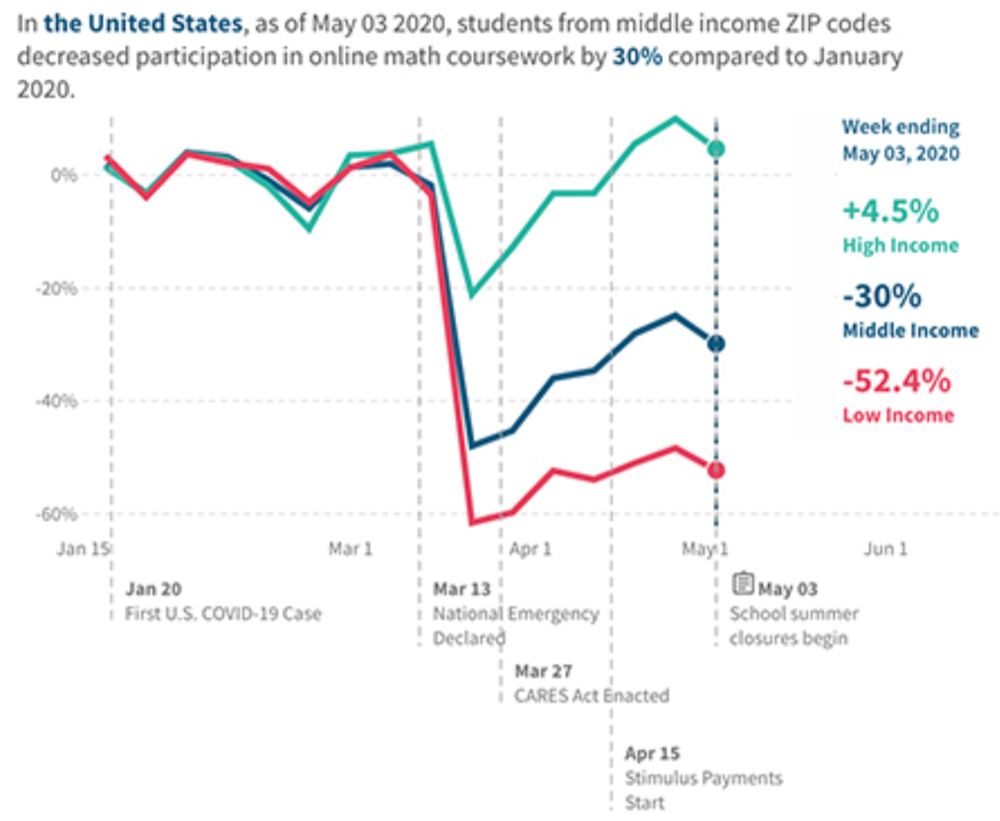 In the United States, as of May 03 2020, students from middle income ZIP codes
decreased participation in online math coursework by 30% compared to January
2020.
Week ending
May 03, 2020
+4.5%
High Income
-30%
Middle Income
-52.4%
Low Income
0%
-20%
-40%
-60%
Jan 15
Mar 1
Apr 1
May 1
Jun 1
Jan 20
First U.S. COVID-19 Case
Mar 13
National Emergency
Declared
May 03
School summer
closures begin
Mar 27
CARES Act Enacted
Apr 15
Stimulus Payments
Start